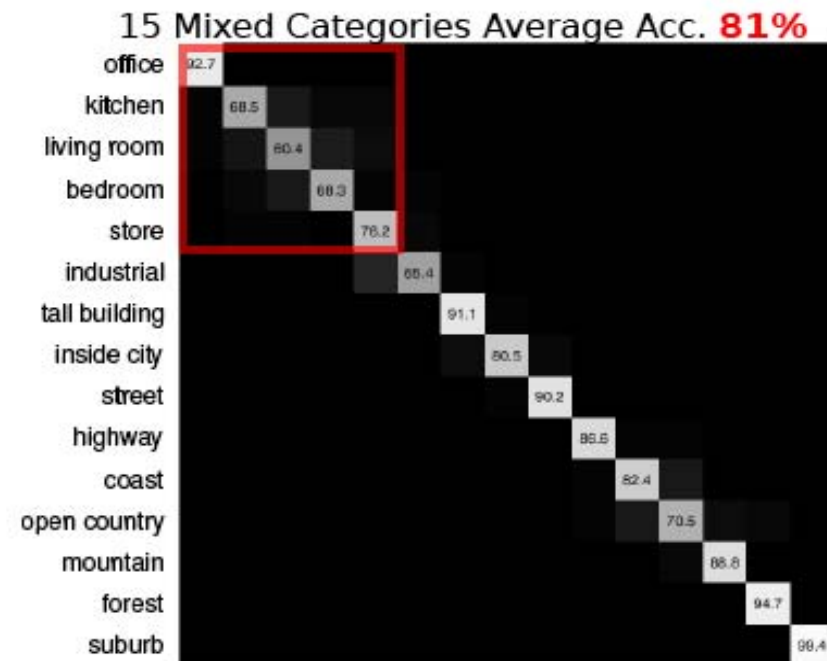 15 Mixed Categories Average Acc. 81%
office 92.7
kitchen 68.5
living room 60.4
bedroom 68.3
store 76.2
industrial 65.4
tall building 91.1
inside city 80.5
street 90.2
highway 86.6
coast 82.4
open country 70.5
mountain 88.8
forest 94.7
suburb 99.4